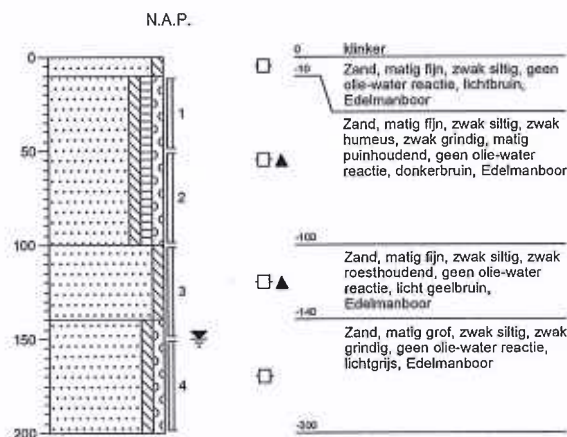 N.A.P.
0
50
100
150
200
1
2
3
4
0 klinker
-10 Zand, matig fijn, zwak siltig, geen
olie-water reactie, lichtbruin,
Edelmanboor
Zand, matig fijn, zwak siltig, zwak
humeus, zwak grindig, matig
puinhoudend, geen olie-water
reactie, donkerbruin, Edelmanboor
-100
Zand, matig fijn, zwak siltig, zwak
roesthoudend, geen olie-water
reactie, licht geelbruin,
Edelmanboor
-140
Zand, matig grof, zwak siltig, zwak
grindig, geen olie-water reactie,
lichtgrijs, Edelmanboor